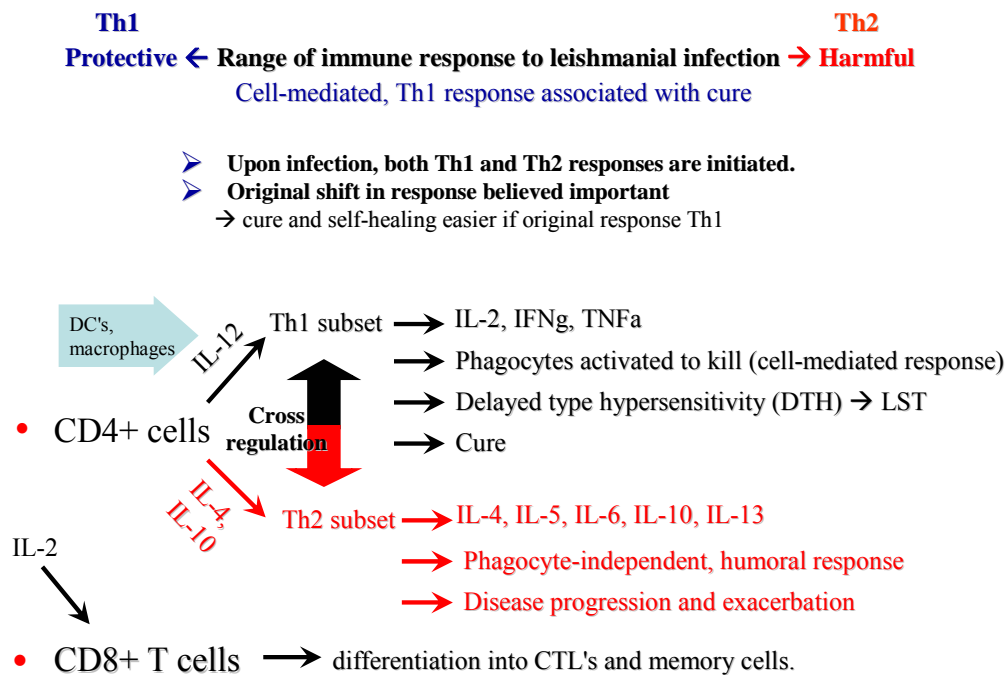 Th1 Th2
Protective ← Range of immune response to leishmanial infection → Harmful
Cell-mediated, Th1 response associated with cure
➢ Upon infection, both Th1 and Th2 responses are initiated.
➢ Original shift in response believed important
→ cure and self-healing easier if original response Th1
DC's,
macrophages
IL-12
Th1 subset → IL-2, IFNg, TNFa
→ Phagocytes activated to kill (cell-mediated response)
→ Delayed type hypersensitivity (DTH) → LST
→ Cure
• CD4+ cells
Cross
regulation
IL-4,
IL-10
Th2 subset → IL-4, IL-5, IL-6, IL-10, IL-13
→ Phagocyte-independent, humoral response
→ Disease progression and exacerbation
IL-2
• CD8+ T cells → differentiation into CTL's and memory cells.